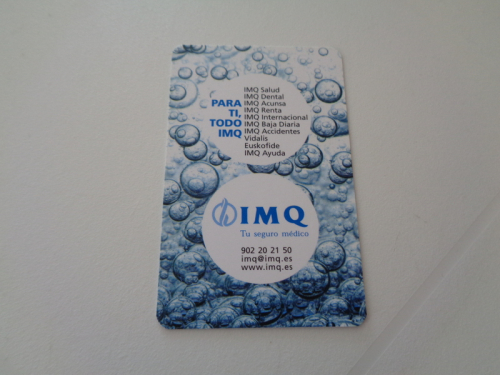 PARA
TI,
TODO
IMQ
IMQ Salud
IMQ Dental
IMQ Acunsa
IMQ Renta
IMQ Internacional
IMQ Baja Diaria
IMQ Accidentes
Vidalis
Euskofide
IMQ Ayuda
IMQ
Tu seguro médico
902 20 21 50
imq@imq.es
www.imq.es